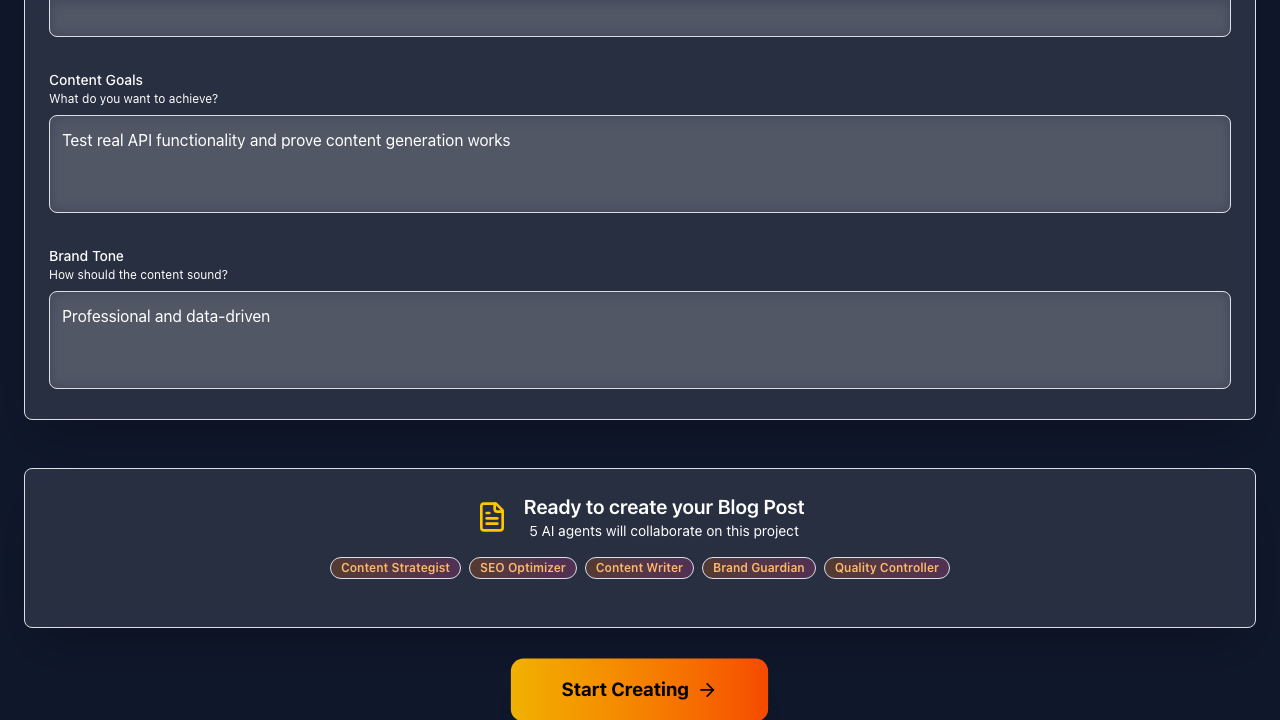 Content Goals
What do you want to achieve?
Test real API functionality and prove content generation works
Brand Tone
How should the content sound?
Professional and data-driven
Ready to create your Blog Post
5 AI agents will collaborate on this project
Content Strategist SEO Optimizer Content Writer Brand Guardian Quality Controller
Start Creating →